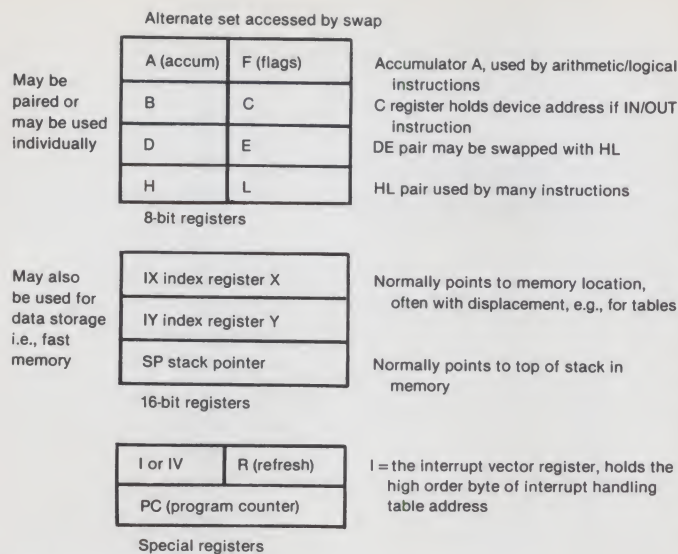 Alternate set accessed by swap
May be
paired or
may be used
individually
A (accum)
F (flags)
B
C
D
E
H
L
8-bit registers
Accumulator A, used by arithmetic/logical
instructions
C register holds device address if IN/OUT
instruction
DE pair may be swapped with HL
HL pair used by many instructions
May also
be used for
data storage
i.e., fast
memory
IX index register X
IY index register Y
SP stack pointer
16-bit registers
Normally points to memory location,
often with displacement, e.g., for tables
Normally points to top of stack in
memory
I or IV
R (refresh)
PC (program counter)
Special registers
I = the interrupt vector register, holds the
high order byte of interrupt handling
table address